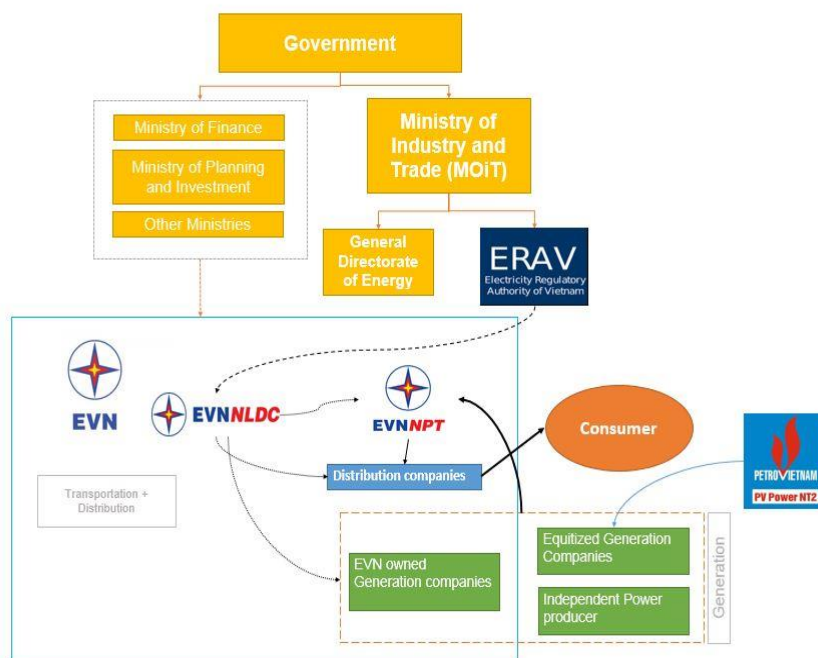 Government
Ministry of Finance
Ministry of Planning
and Investment
Other Ministries
Ministry of
Industry and
Trade (MOiT)
General
Directorate
of Energy
ERAV
Electricity Regulatory
Authority of Vietnam
EVN
EVNNLDC
EVNNPT
Consumer
PETROVIETNAM
PV Power NT2
Transportation +
Distribution
Distribution companies
EVN owned
Generation companies
Equitized Generation
Companies
Independent Power
producer
Generation